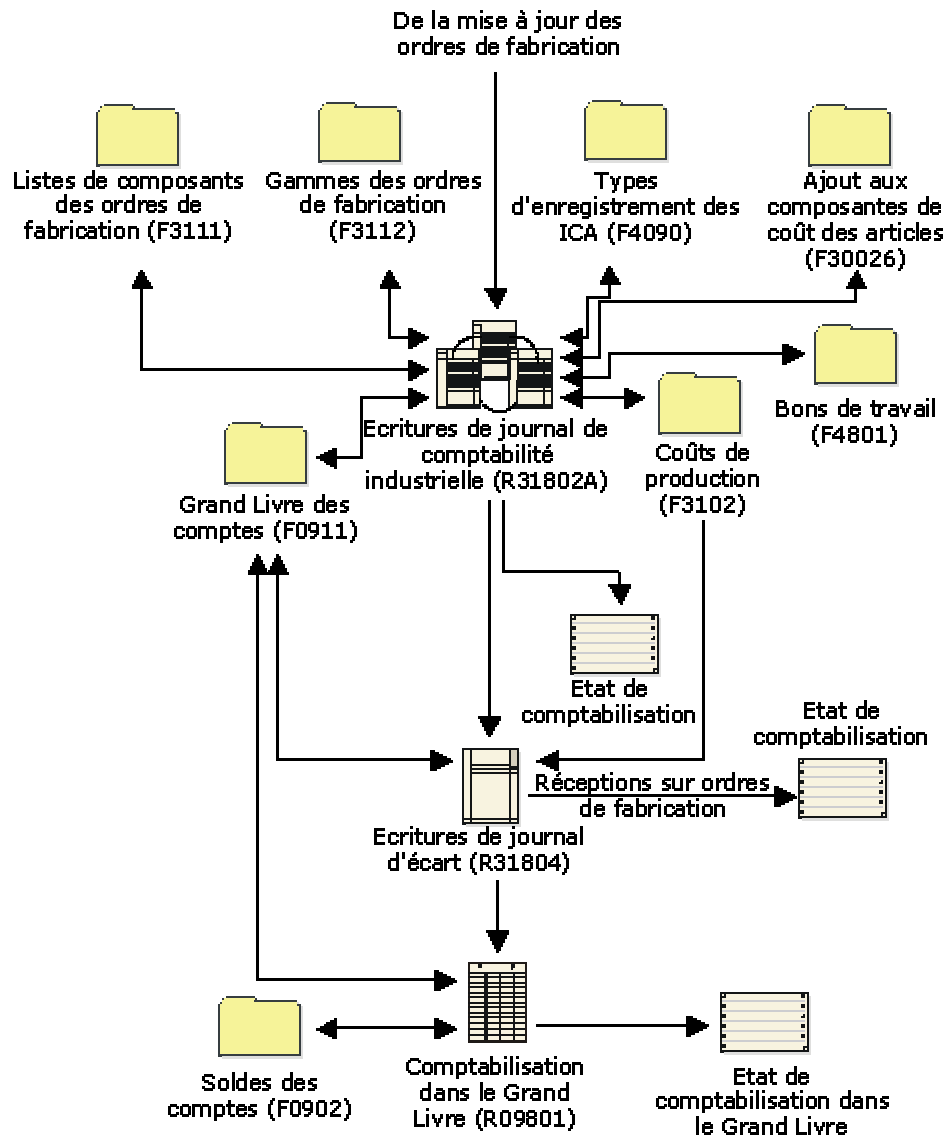 De la mise à jour des
ordres de fabrication
Listes de composants
des ordres de
fabrication (F3111)
Gammes des ordres
de fabrication
(F3112)
Types
d'enregistrement des
ICA (F4090)
Ajout aux
composantes de
coût des articles
(F30026)
Bons de travail
(F4801)
Ecritures de journal de
comptabilité
industrielle (R31802A)
Coûts de
production
(F3102)
Grand Livre des
comptes (F0911)
Etat de
comptabilisation
Etat de
comptabilisation
Réceptions sur ordres
de fabrication
Ecritures de journal
d'écart (R31804)
Soldes des
comptes (F0902)
Comptabilisation
dans le Grand
Livre (R09801)
Etat de
comptabilisation dans
le Grand Livre